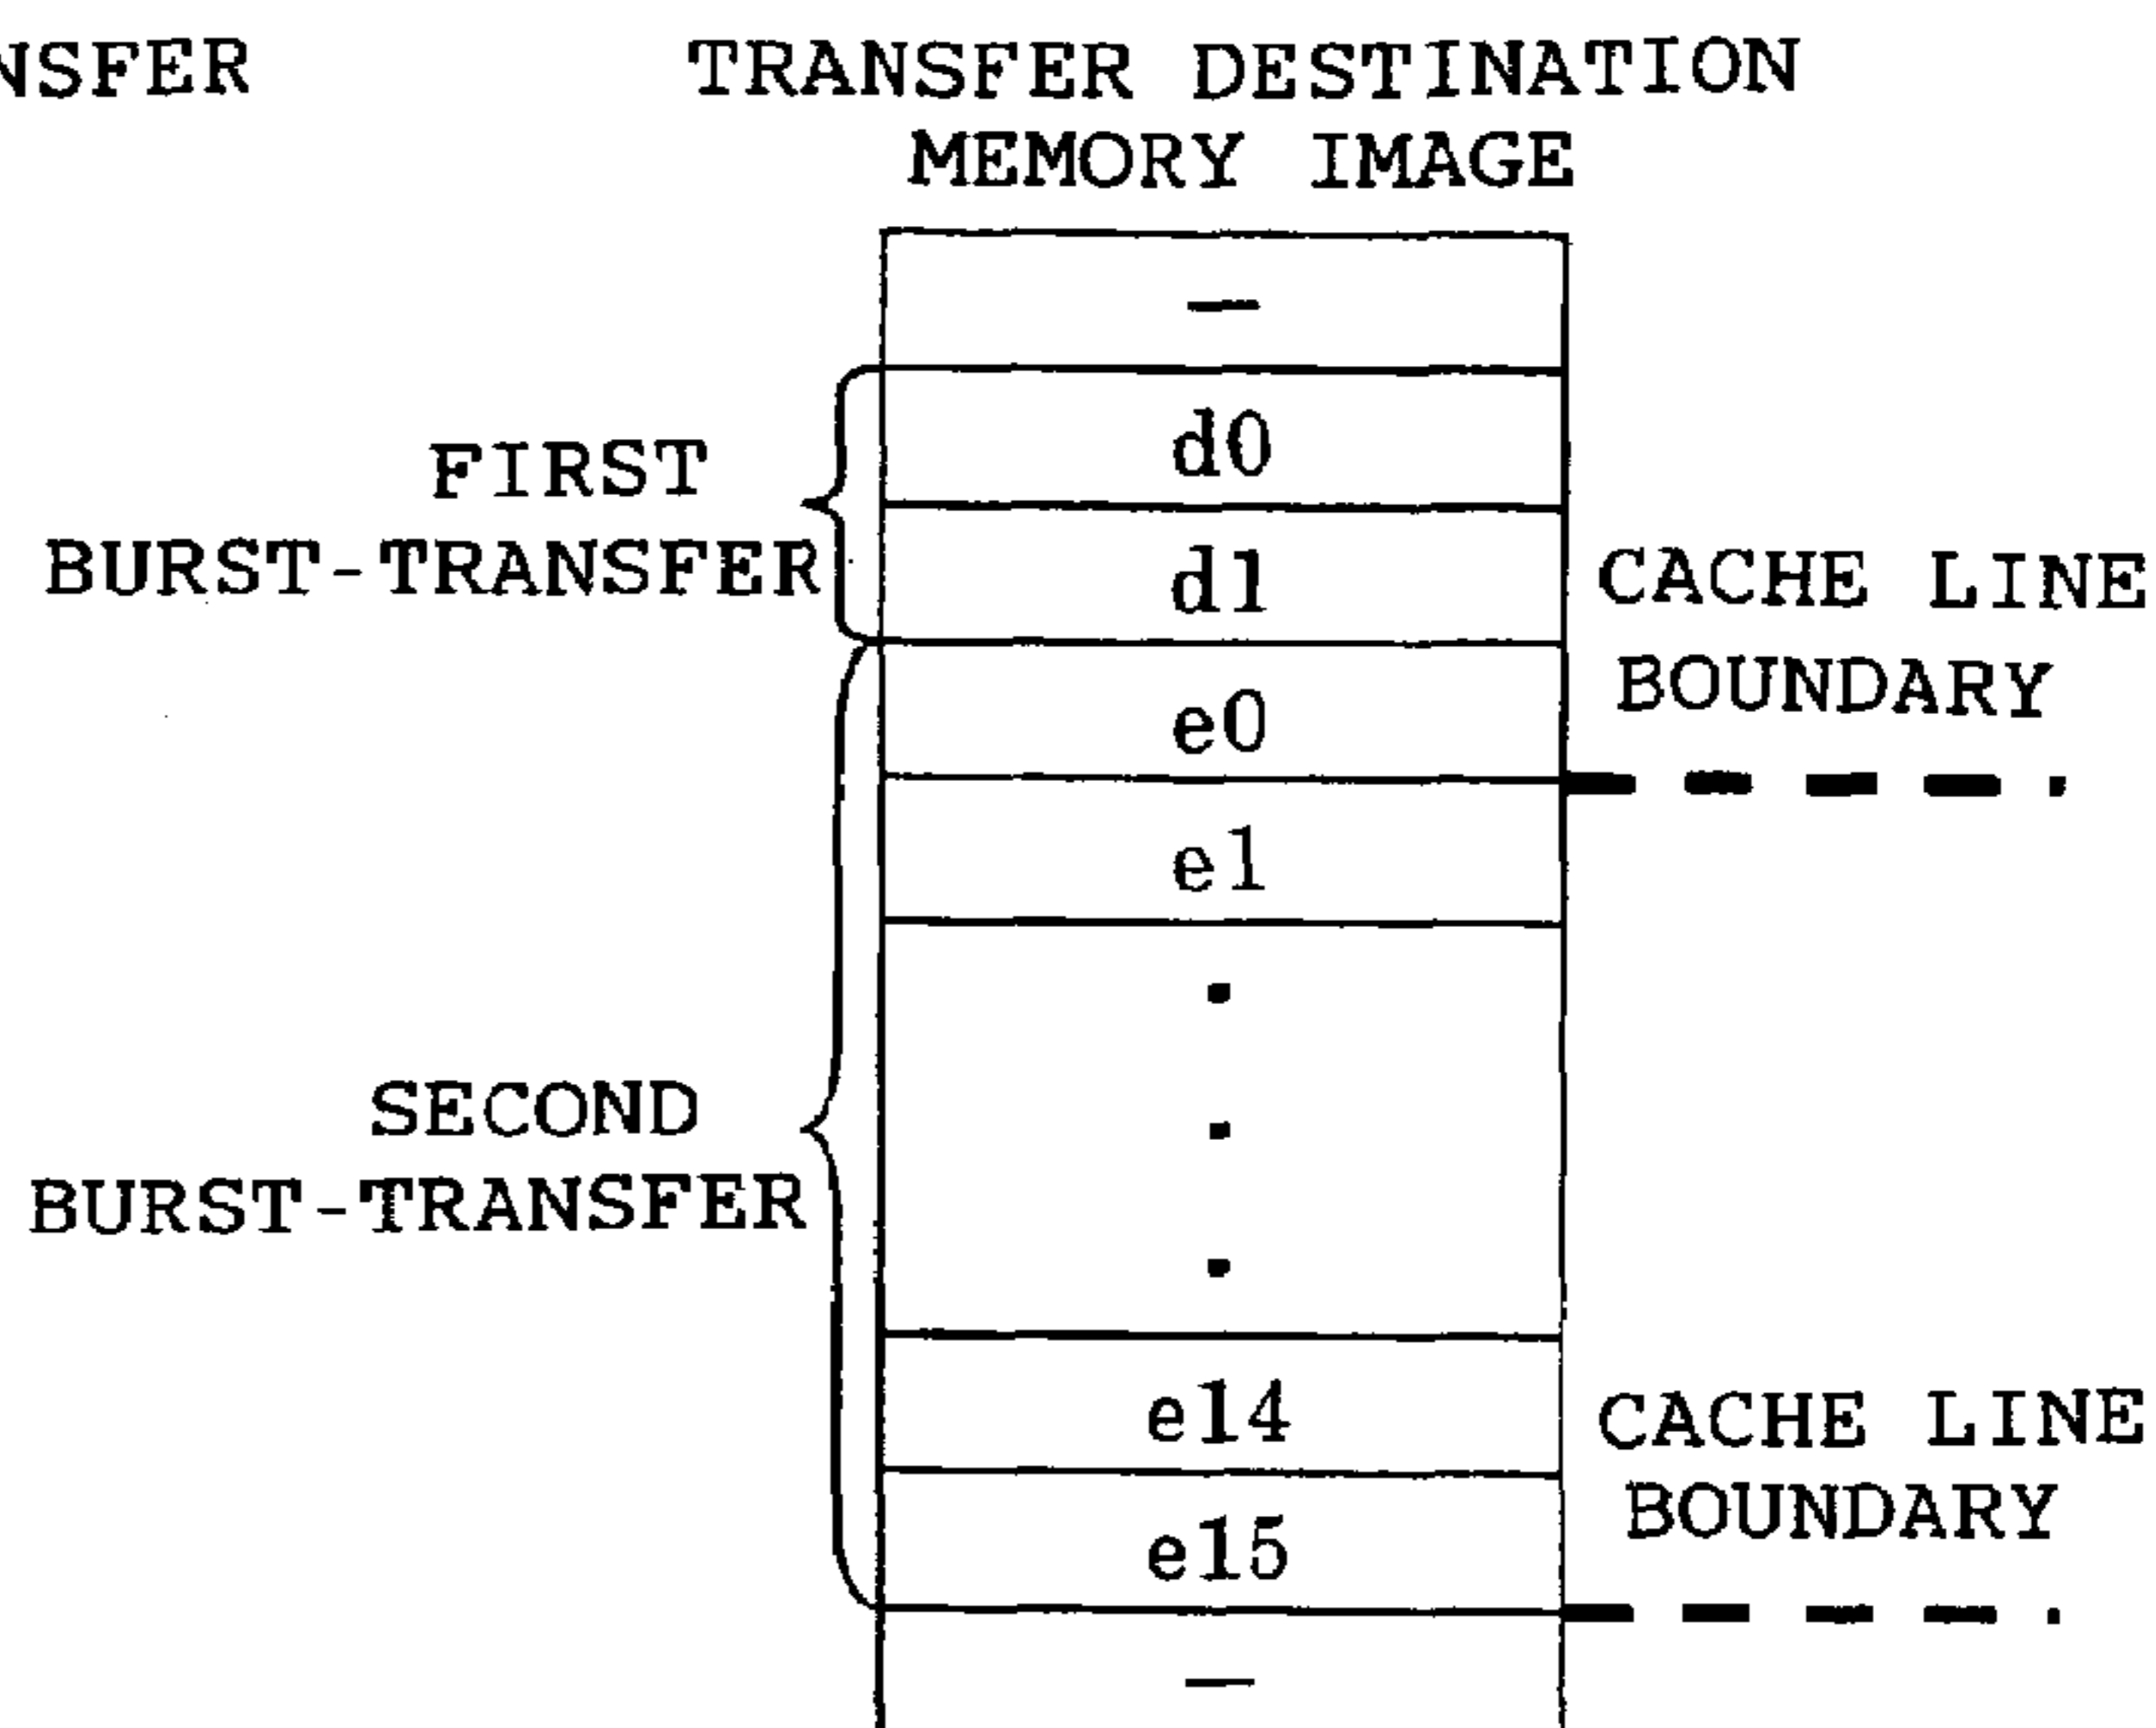 NSFER
TRANSFER DESTINATION
MEMORY IMAGE
—
d0
FIRST
BURST-TRANSFER
d1
CACHE LINE
BOUNDARY
e0
e1
SECOND
BURST-TRANSFER
e14
CACHE LINE
BOUNDARY
e15
—